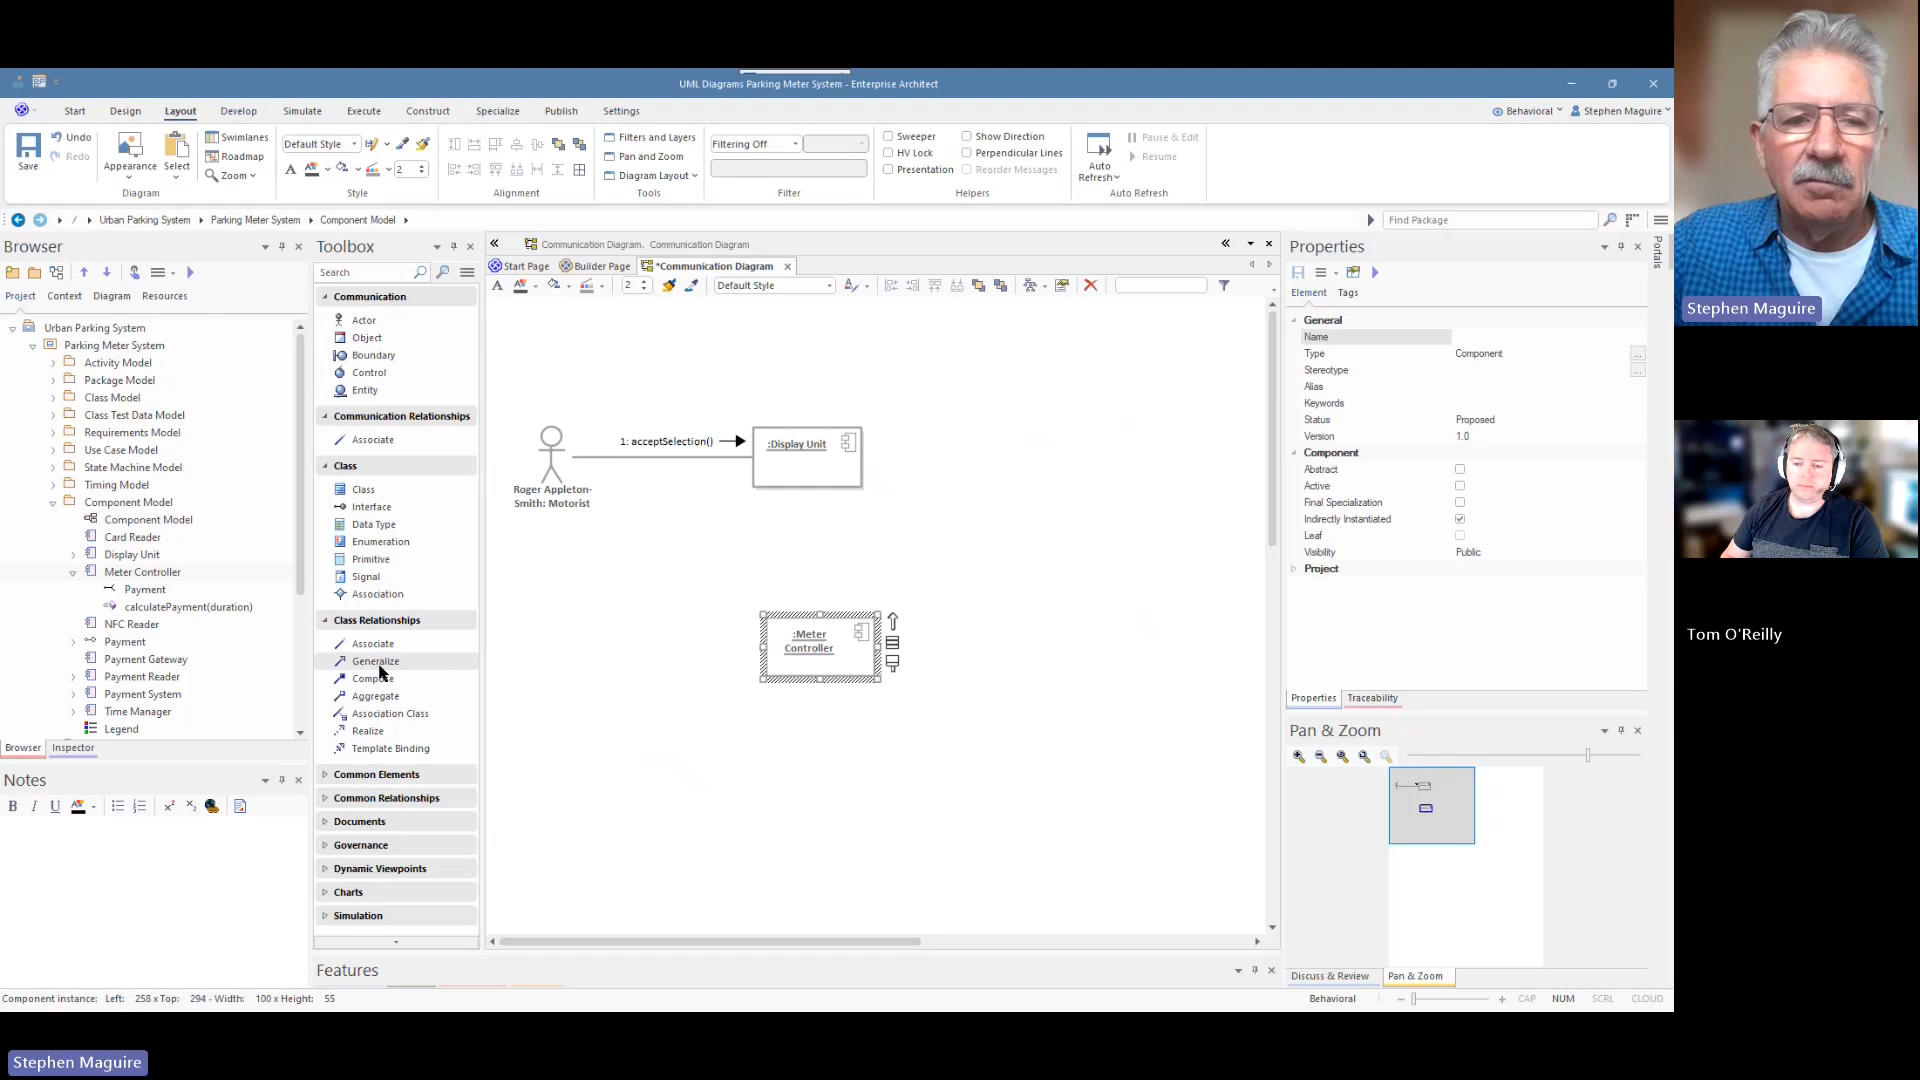 UML Diagrams Parking Meter System - Enterprise Architect
Start Design Layout Develop Simulate Execute Construct Specialize Publish Settings
Behavioral Stephen Maguire
Save
Undo
Redo
Appearance
Select
Swimlanes
Roadmap
Zoom
Diagram
Default Style
2
Style
Alignment
Filters and Layers
Pan and Zoom
Diagram Layout
Tools
Filtering Off
Filter
Sweeper
HV Lock
Presentation
Show Direction
Perpendicular Lines
Reorder Messages
Helpers
Auto
Refresh
Pause & Edit
Resume
Auto Refresh
/ Urban Parking System Parking Meter System Component Model
Find Package
Portals
Browser
Project Context Diagram Resources
Urban Parking System
Parking Meter System
Activity Model
Package Model
Class Model
Class Test Data Model
Requirements Model
Use Case Model
State Machine Model
Timing Model
Component Model
Component Model
Card Reader
Display Unit
Meter Controller
Payment
calculatePayment(duration)
NFC Reader
Payment
Payment Gateway
Payment Reader
Payment System
Time Manager
Legend
Browser Inspector
Notes
B I U
Toolbox
Search
Communication
Actor
Object
Boundary
Control
Entity
Communication Relationships
Associate
Class
Class
Interface
Data Type
Enumeration
Primitive
Signal
Association
Class Relationships
Associate
Generalize
Compose
Aggregate
Association Class
Realize
Template Binding
Common Elements
Common Relationships
Documents
Governance
Dynamic Viewpoints
Charts
Simulation
Communication Diagram. Communication Diagram
Start Page Builder Page *Communication Diagram
2 Default Style
1: acceptSelection()
:Display Unit
Roger Appleton-
Smith: Motorist
:Meter
Controller
Features
Properties
Element Tags
General
Name
Type Component
Stereotype
Alias
Keywords
Status Proposed
Version 1.0
Component
Abstract
Active
Final Specialization
Indirectly Instantiated
Leaf
Visibility Public
Project
Properties Traceability
Pan & Zoom
Discuss & Review Pan & Zoom
Component instance: Left: 258 x Top: 294 - Width: 100 x Height: 55
Behavioral CAP NUM SCRL CLOUD
Stephen Maguire
Tom O'Reilly
Stephen Maguire